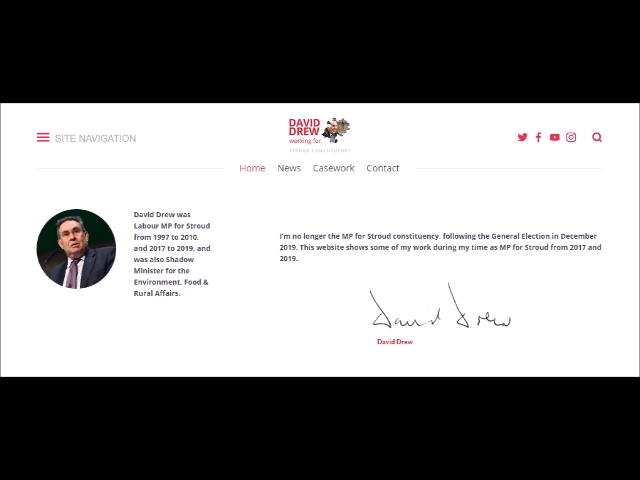 SITE NAVIGATION
DAVID
DREW
working for
STROUD CONSTITUENCY
Home News Casework Contact
David Drew was
Labour MP for Stroud
from 1997 to 2010,
and 2017 to 2019, and
was also Shadow
Minister for the
Environment, Food &
Rural Affairs.
I'm no longer the MP for Stroud constituency, following the General Election in December
2019. This website shows some of my work during my time as MP for Stroud from 2017 and
2019.
David Drew
David Drew